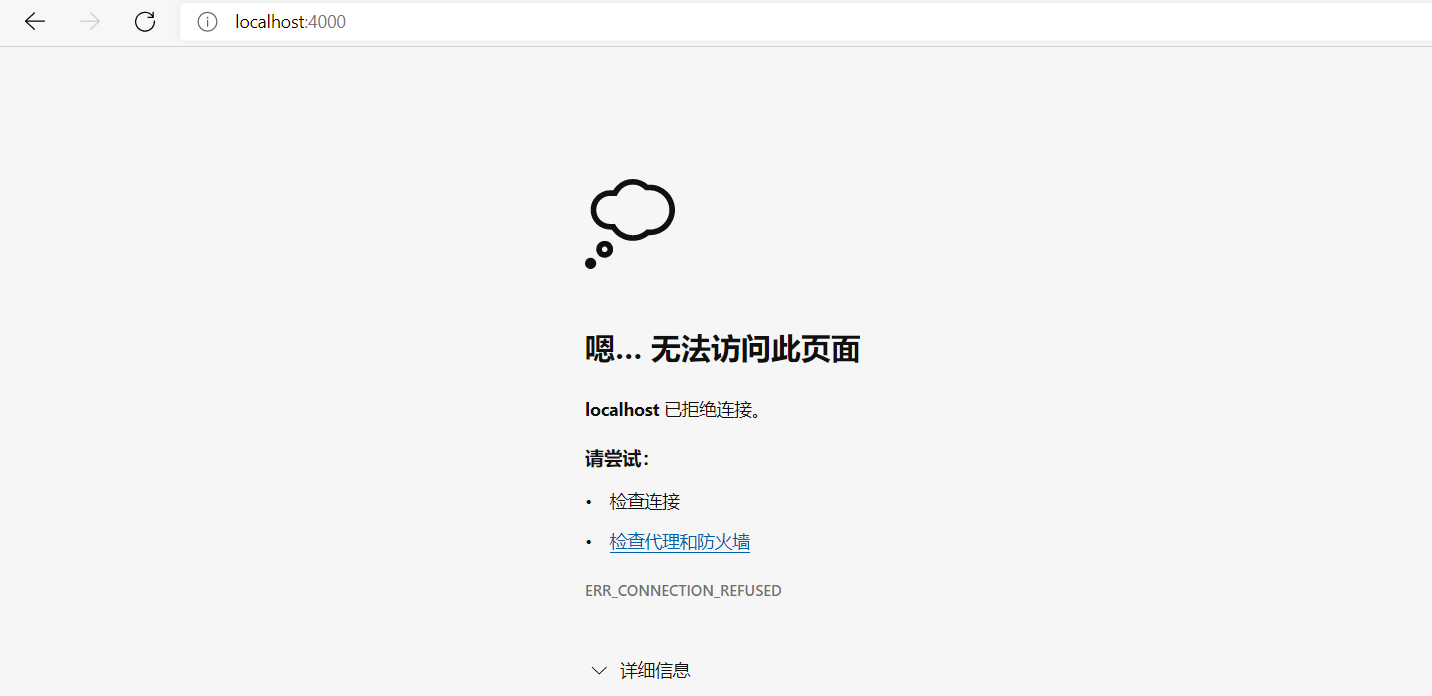 localhost:4000
嗯… 无法访问此页面
localhost 已拒绝连接。
请尝试：
• 检查连接
• 检查代理和防火墙
ERR_CONNECTION_REFUSED
详细信息